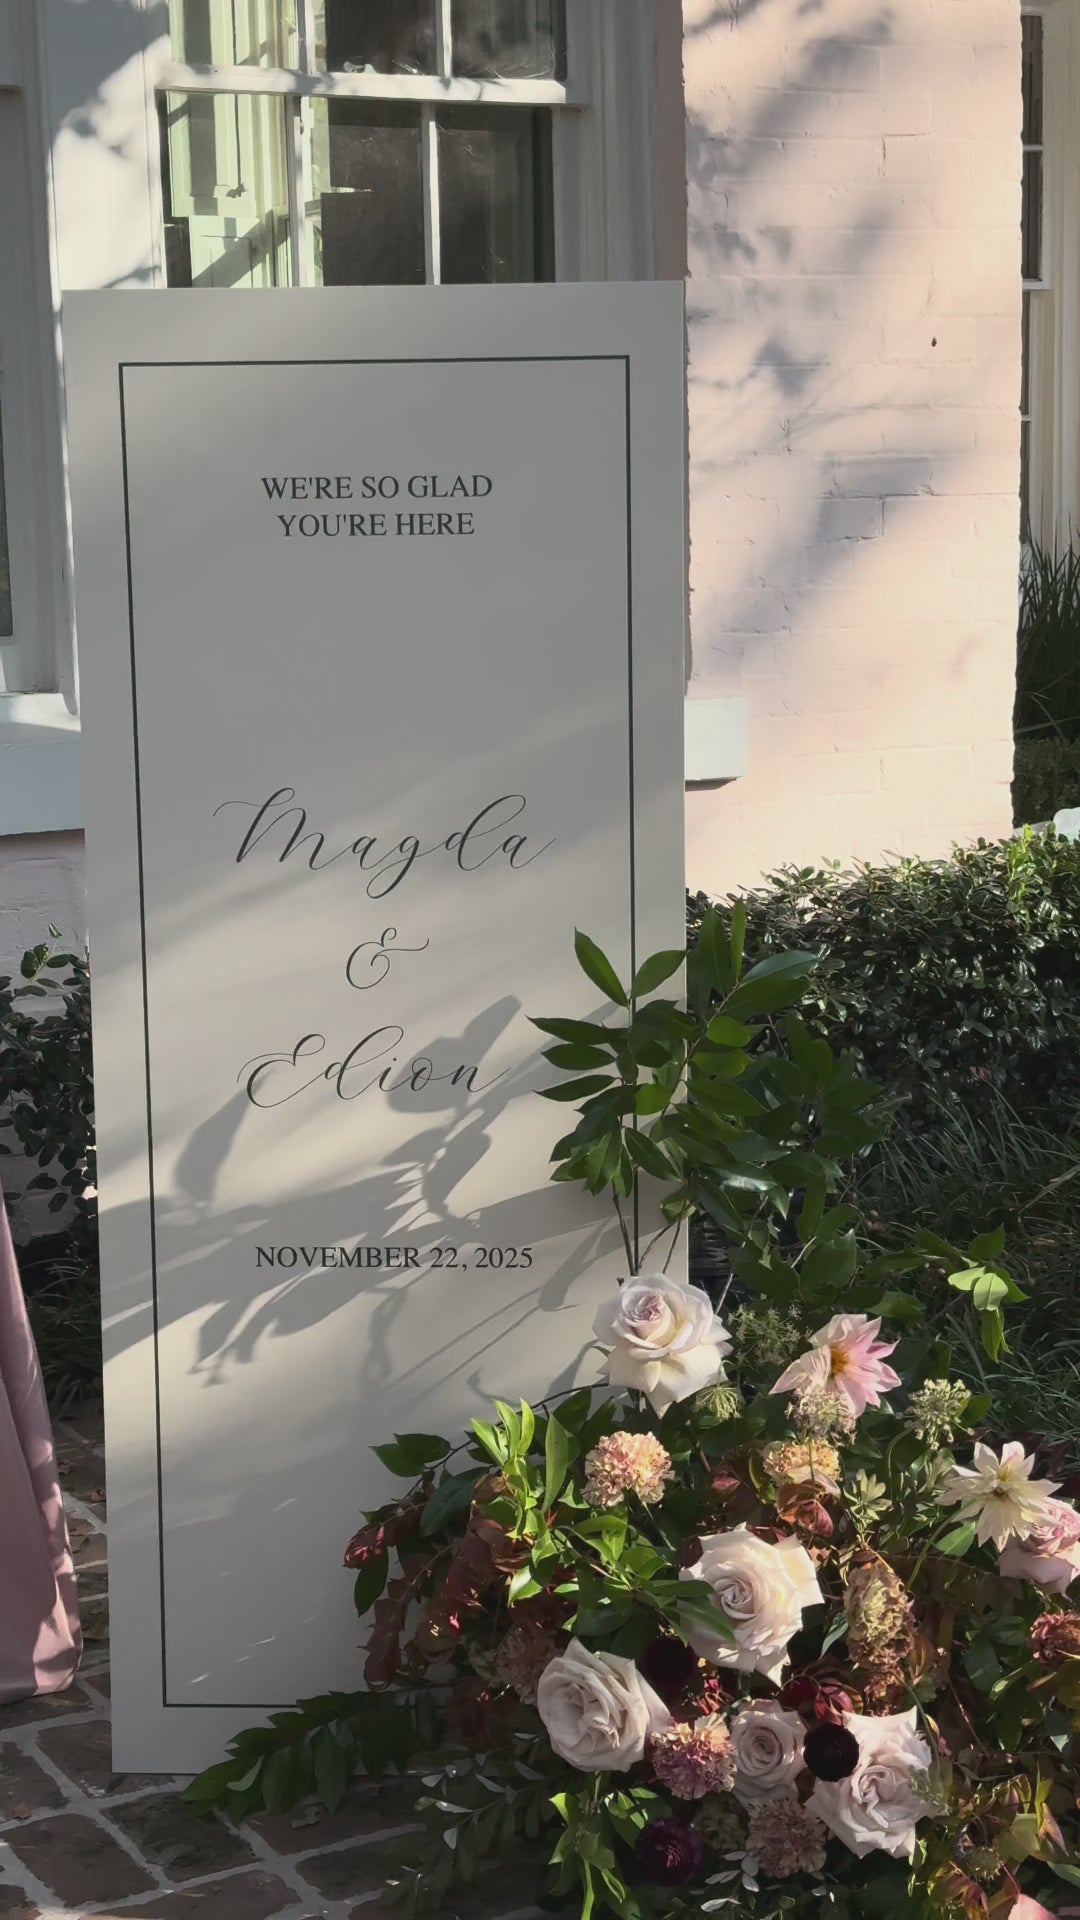 WE'RE SO GLAD
YOU'RE HERE
Magda
&
Edion
NOVEMBER 22, 2025